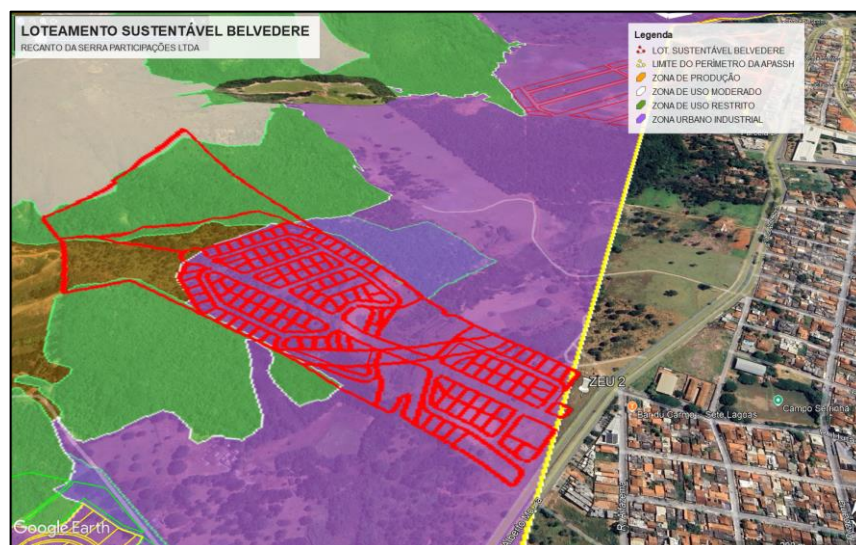 LOTEAMENTO SUSTENTÁVEL BELVEDERE
RECANTO DA SERRA PARTICIPAÇÕES LTDA
Legenda
LOT. SUSTENTÁVEL BELVEDERE
LIMITE DO PERÍMETRO DA APASSH
ZONA DE PRODUÇÃO
ZONA DE USO MODERADO
ZONA DE USO RESTRITO
ZONA URBANO INDUSTRIAL
ZEU 2
Sete Lagoas
Campo Serrinha
Google Earth